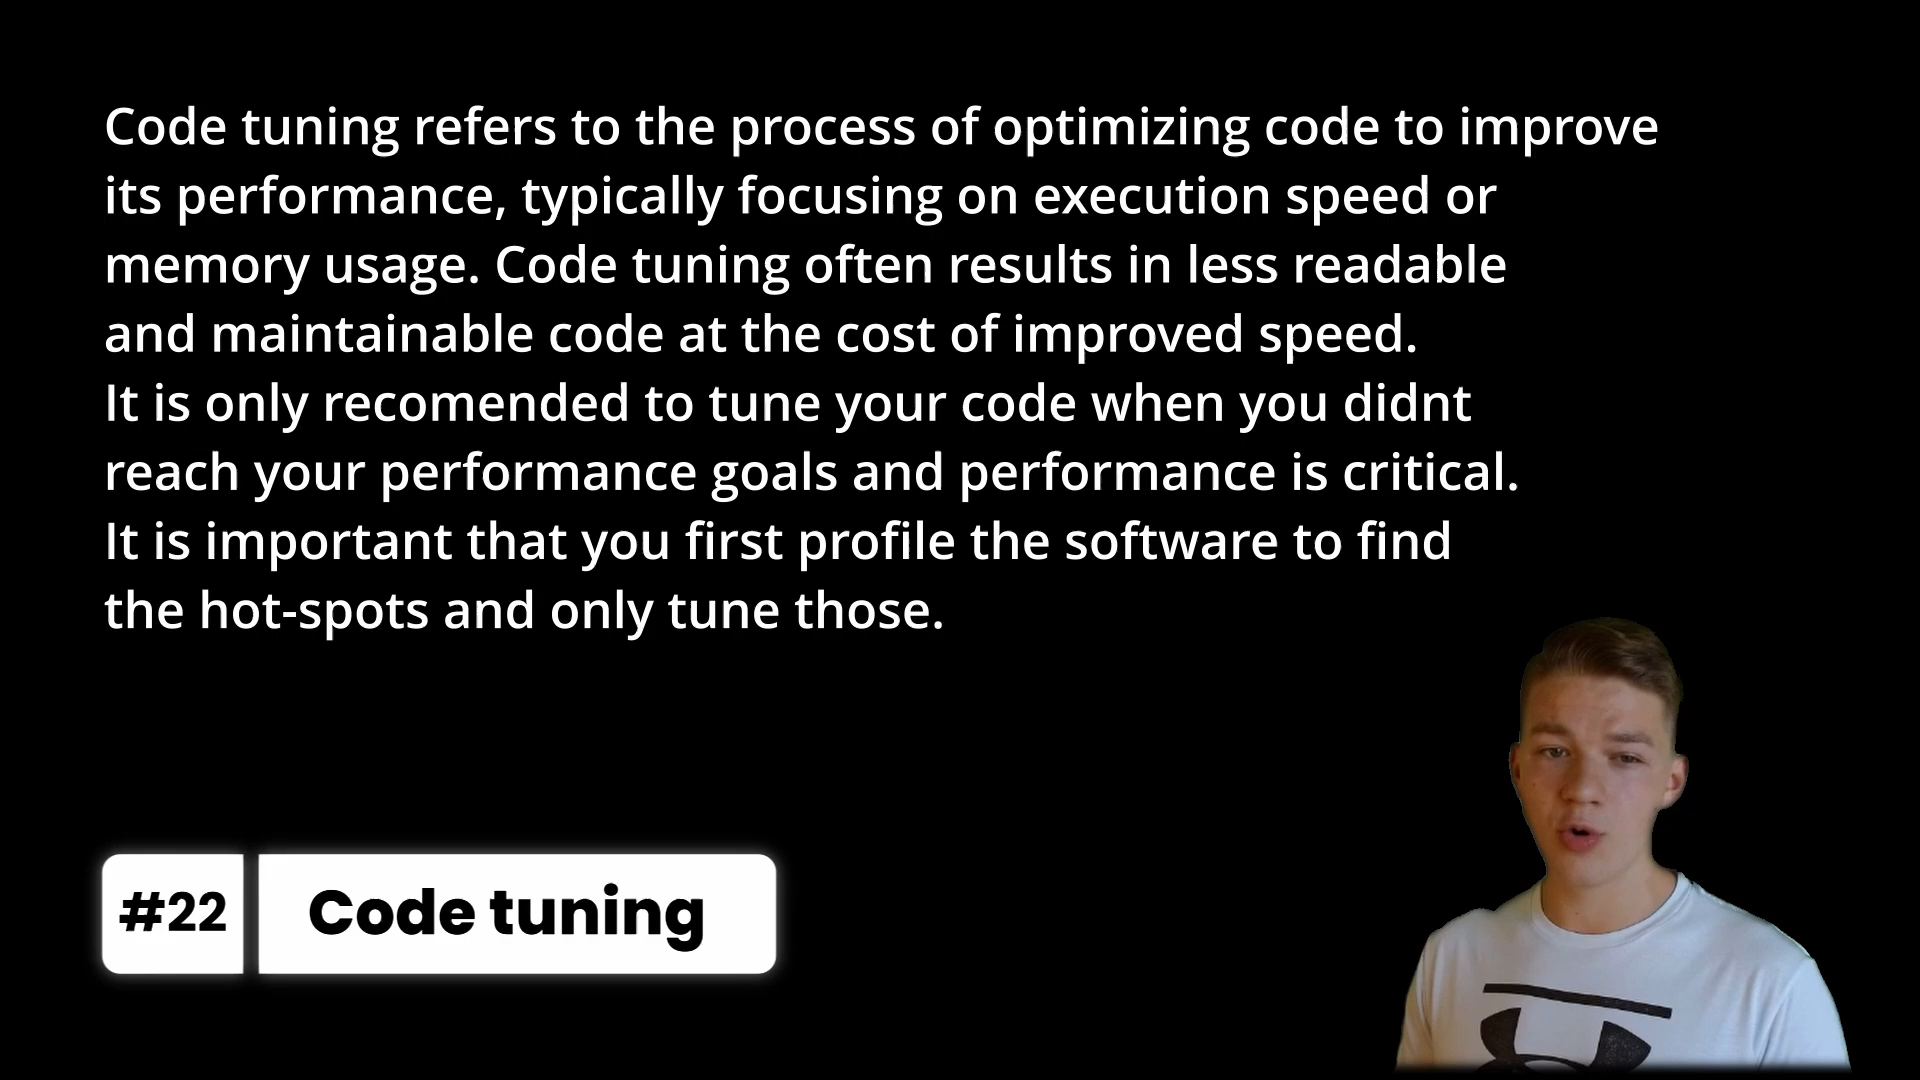 Code tuning refers to the process of optimizing code to improve
its performance, typically focusing on execution speed or
memory usage. Code tuning often results in less readable
and maintainable code at the cost of improved speed.
It is only recomended to tune your code when you didnt
reach your performance goals and performance is critical.
It is important that you first profile the software to find
the hot-spots and only tune those.
#22 Code tuning